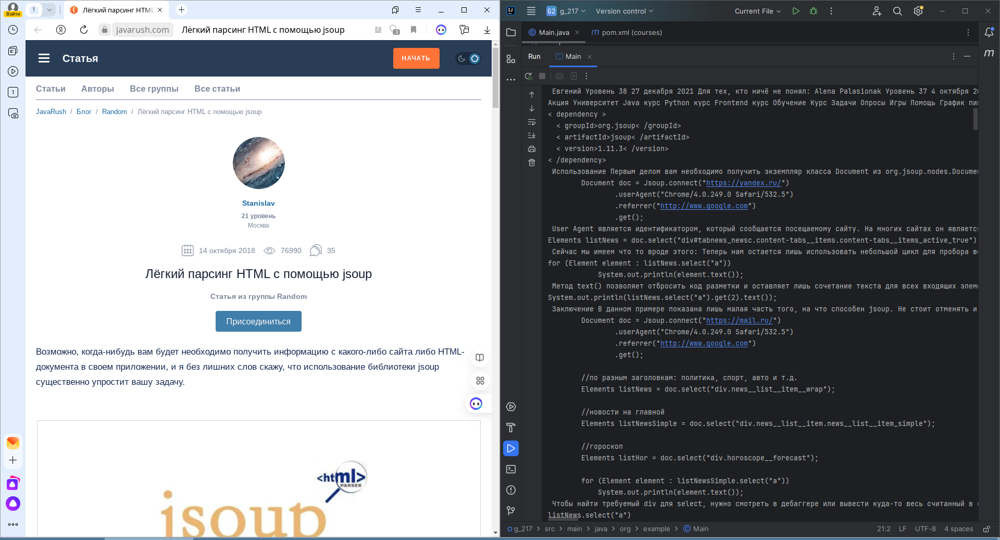 Войти
1
Лёгкий парсинг HTML
Я
javarush.com
Лёгкий парсинг HTML с помощью jsoup
3
1
Статья
НАЧАТЬ
Статьи Авторы Все группы Все статьи
JavaRush / Блог / Random / Лёгкий парсинг HTML с помощью jsoup
Stanislav
21 уровень
Москва
14 октября 2018 76990 35
Лёгкий парсинг HTML с помощью jsoup
Статья из группы Random
Присоединиться
Возможно, когда-нибудь вам будет необходимо получить информацию с какого-либо сайта либо HTML-
документа в своем приложении, и я без лишних слов скажу, что использование библиотеки jsoup
существенно упростит вашу задачу.
<html>
PARSER
jsoup
G2 g_217 Version control Current File
Main.java pom.xml (courses)
Run Main
Евгений Уровень 38 27 декабря 2021 Для тех, кто ничё не понял: Alena Palasionak Уровень 37 4 октября
Акция Университет Java курс Python курс Frontend курс Обучение Курс Задачи Опросы Игры Помощь График
< dependency >
< groupId>org.jsoup< /groupId>
< artifactId>jsoup< /artifactId>
< version>1.11.3< /version>
< /dependency>
Использование Первым делом вам необходимо получить экземпляр класса Document из org.jsoup.nodes.Docume
Document doc = Jsoup.connect("https://yandex.ru/")
.userAgent("Chrome/4.0.249.0 Safari/532.5")
.referrer("http://www.google.com")
.get();
User Agent является идентификатором, который сообщается посещаемому сайту. На многих сайтах он является
Elements listNews = doc.select("div#tabnews_newsc.content-tabs__items.content-tabs__items_active_true")
Сейчас мы имеем что то вроде этого: Теперь нам остается лишь использовать небольшой цикл для пробора
for (Element element : listNews.select("a"))
System.out.println(element.text());
Метод text() позволяет отбросить код разметки и оставляет лишь сочетание текста для всех входящих
System.out.println(listNews.select("a").get(2).text());
Заключение В данном примере показана лишь малая часть того, на что способен jsoup. Не стоит отменять и
Document doc = Jsoup.connect("https://mail.ru/")
.userAgent("Chrome/4.0.249.0 Safari/532.5")
.referrer("http://www.google.com")
.get();
//по разным заголовкам: политика, спорт, авто и т.д.
Elements listNews = doc.select("div.news__list__item__wrap");
//новости на главной
Elements listNewsSimple = doc.select("div.news__list__item.news__list__item_simple");
//гороскоп
Elements listHor = doc.select("div.horoscope__forecast");
for (Element element : listNewsSimple.select("a"))
System.out.println(element.text());
Чтобы найти требуемый div для select, нужно смотреть в дебаггере или вывести куда-то весь считанный в
listNews.select("a")
g_217 > src > main > java > org > example > Main
21:2 LF UTF-8 4 spaces